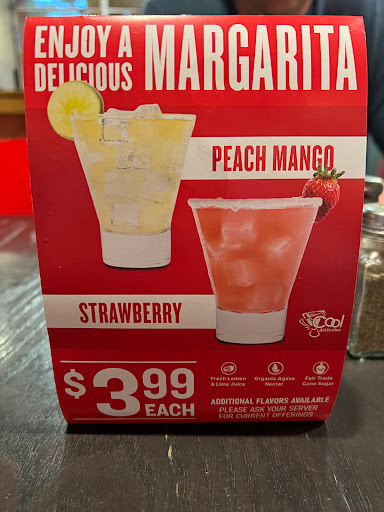 ENJOY A
DELICIOUS
MARGARITA
PEACH MANGO
STRAWBERRY
Cool
$3.99
EACH
Fresh Lemon
& Lime Juice
Organic Agave
Nectar
Fair Trade
Cane Sugar
ADDITIONAL FLAVORS AVAILABLE
PLEASE ASK YOUR SERVER
FOR CURRENT OFFERINGS